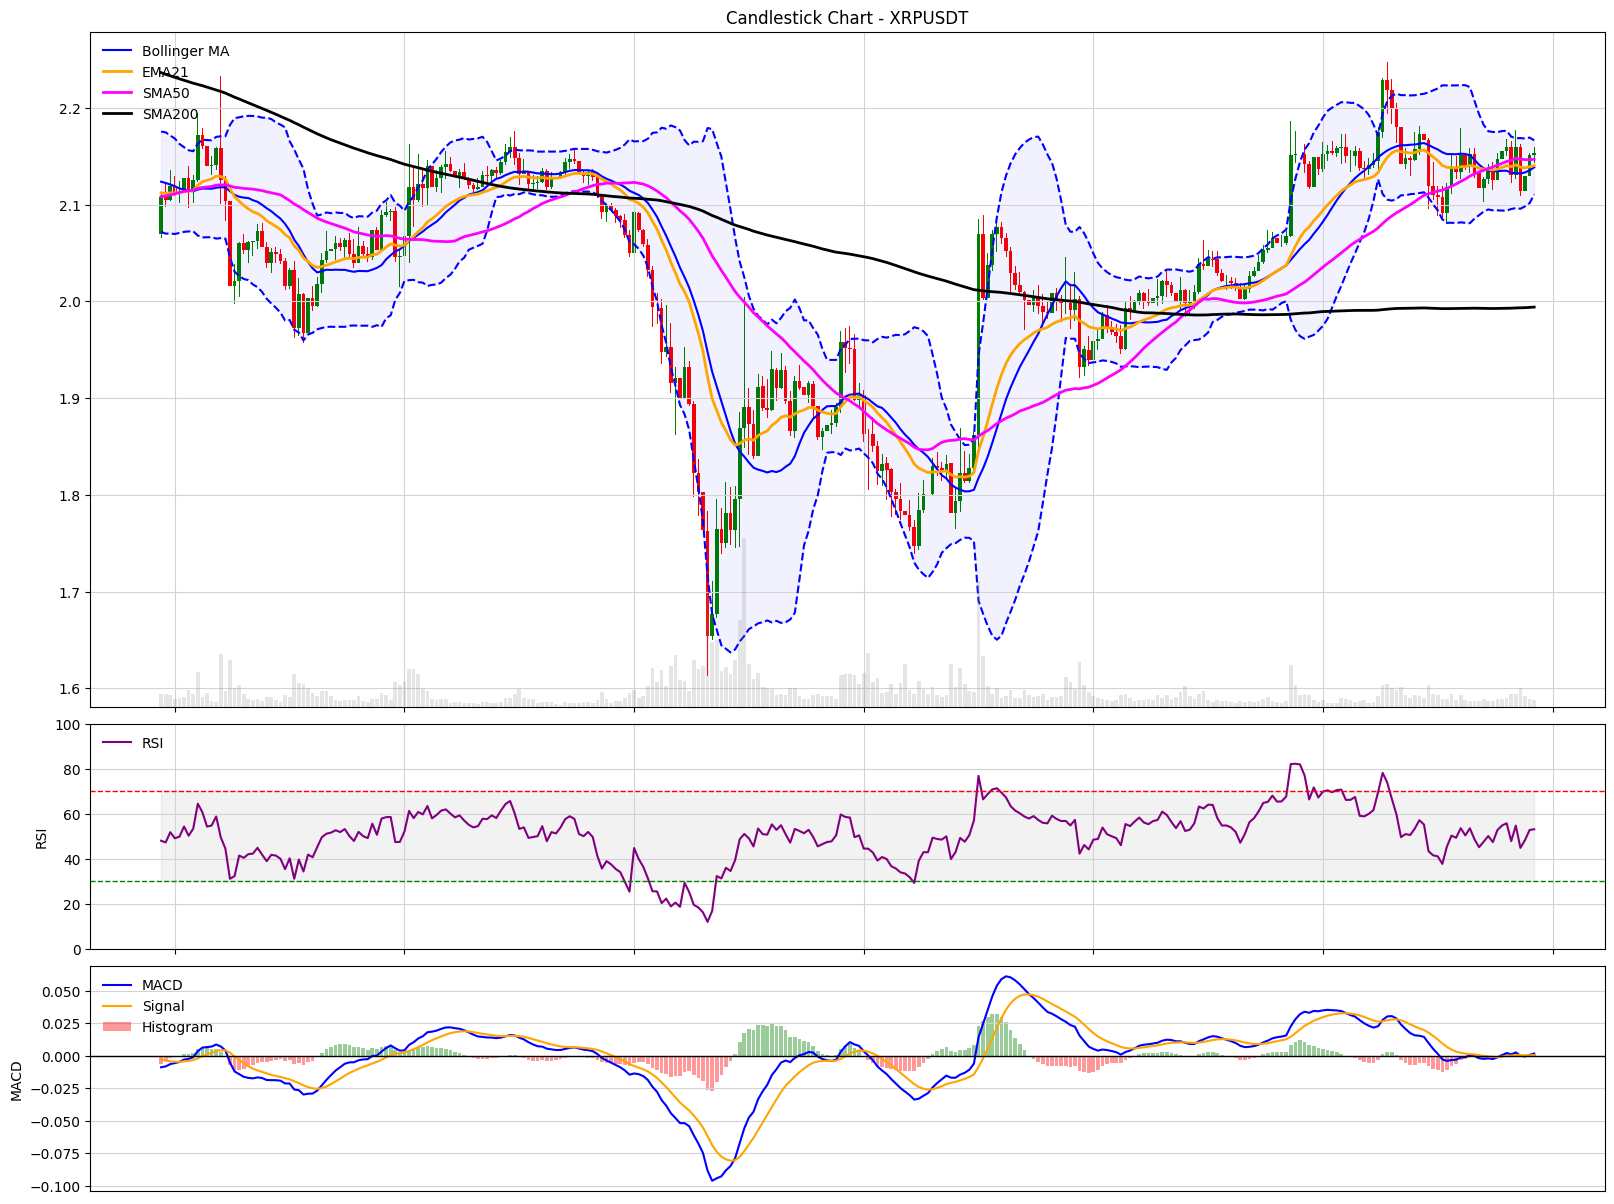 Candlestick Chart - XRPUSDT
Bollinger MA
EMA21
SMA50
SMA200
2.2
2.1
2.0
1.9
1.8
1.7
1.6
RSI
100
80
60
40
20
0
RSI
MACD
Signal
Histogram
0.050
0.025
0.000
−0.025
−0.050
−0.075
−0.100
MACD